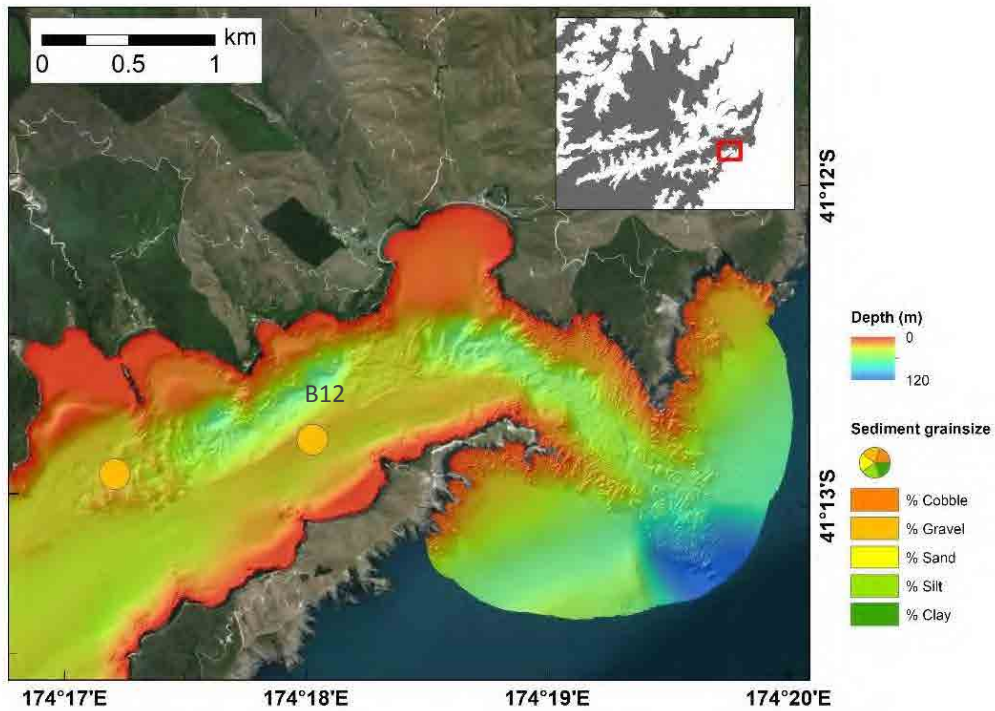 km
0 0.5 1
41°12'S
B12
41°13'S
174°17'E 174°18'E 174°19'E 174°20'E
Depth (m)
0
120
Sediment grainsize
% Cobble
% Gravel
% Sand
% Silt
% Clay